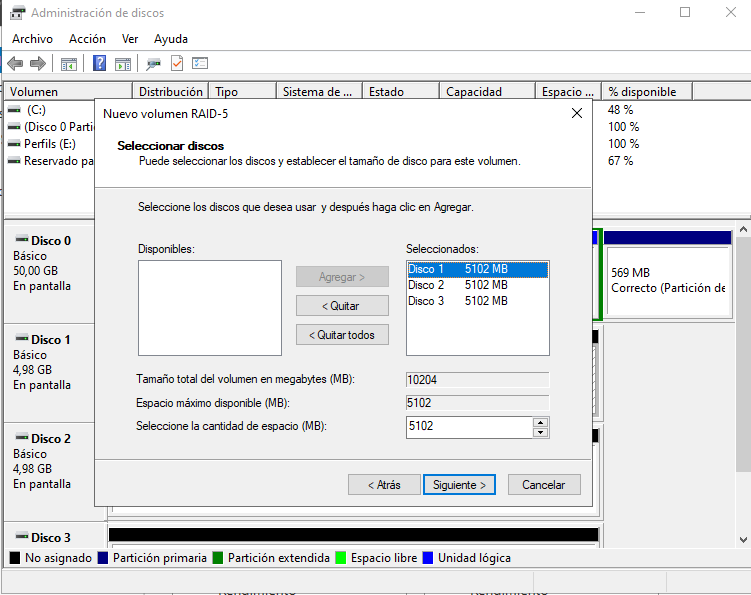 Administración de discos
Archivo Acción Ver Ayuda
Volumen Distribución Tipo Sistema de ... Estado Capacidad Espacio ... % disponible
(C:) 48 %
(Disco 0 Parti 100 %
Perfils (E:) 100 %
Reservado pa 67 %
Nuevo volumen RAID-5
Seleccionar discos
Puede seleccionar los discos y establecer el tamaño de disco para este volumen.
Seleccione los discos que desea usar y después haga clic en Agregar.
Disponibles: Seleccionados:
Agregar >
< Quitar
< Quitar todos
Disco 1 5102 MB
Disco 2 5102 MB
Disco 3 5102 MB
Tamaño total del volumen en megabytes (MB): 10204
Espacio máximo disponible (MB): 5102
Seleccione la cantidad de espacio (MB): 5102
< Atrás Siguiente > Cancelar
Disco 0
Básico
50,00 GB
En pantalla
569 MB
Correcto (Partición de
Disco 1
Básico
4,98 GB
En pantalla
Disco 2
Básico
4,98 GB
En pantalla
Disco 3
No asignado Partición primaria Partición extendida Espacio libre Unidad lógica